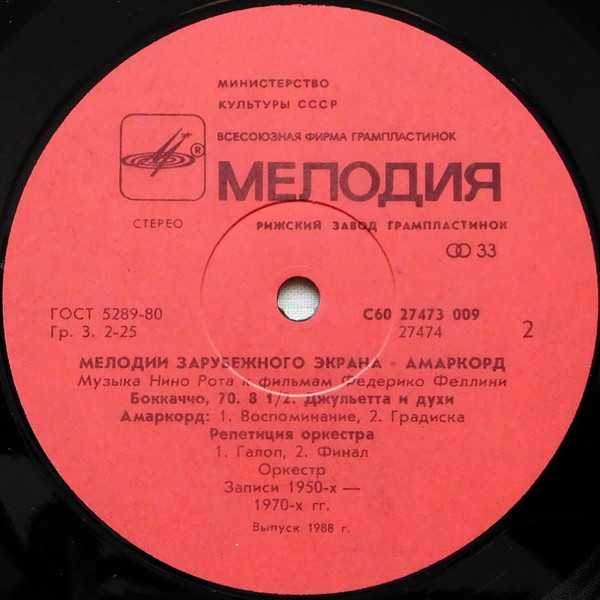 МИНИСТЕРСТВО
КУЛЬТУРЫ СССР
ВСЕСОЮЗНАЯ ФИРМА ГРАМПЛАСТИНОК
® МЕЛОДИЯ
СТЕРЕО РИЖСКИЙ ЗАВОД ГРАМПЛАСТИНОК
33
ГОСТ 5289-80 С60 27473 009
Гр. 3. 2-25 27474 2
МЕЛОДИИ ЗАРУБЕЖНОГО ЭКРАНА · АМАРКОРД
Музыка Нино Рота к фильмам Федерико Феллини
Боккаччо, 70. 8 1/2. Джульетта и духи
Амаркорд: 1. Воспоминание, 2. Градиска
Репетиция оркестра
1. Галоп, 2. Финал
Оркестр
Записи 1950-х —
1970-х гг.
Выпуск 1988 г.